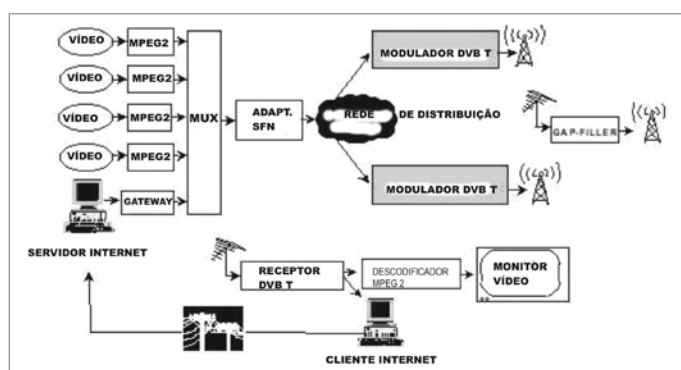 VÍDEO
MPEG2
VÍDEO
MPEG2
VÍDEO
MPEG2
VÍDEO
MPEG2
GATEWAY
SERVIDOR INTERNET
MUX
ADAPT.
SFN
REDE
DE DISTRIBUIÇÃO
MODULADOR DVB T
MODULADOR DVB T
GAP-FILLER
RECEPTOR
DVB T
DESCODIFICADOR
MPEG 2
MONITOR
VÍDEO
CLIENTE INTERNET